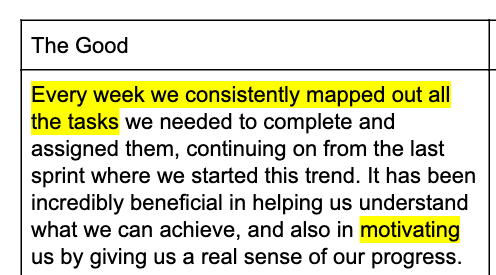 The Good
Every week we consistently mapped out all
the tasks we needed to complete and
assigned them, continuing on from the last
sprint where we started this trend. It has been
incredibly beneficial in helping us understand
what we can achieve, and also in motivating
us by giving us a real sense of our progress.